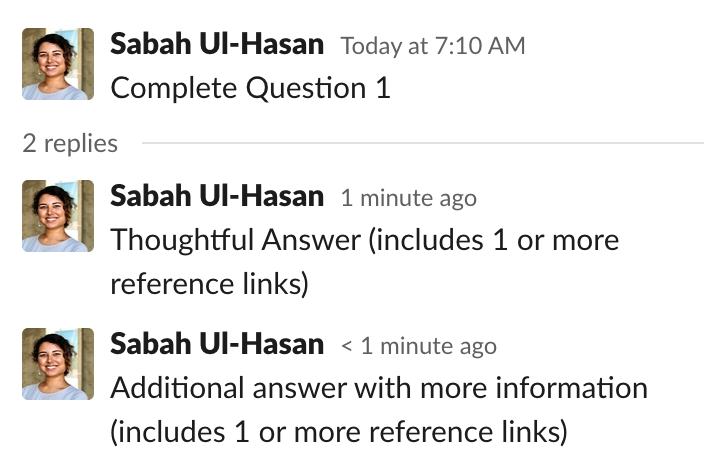 Sabah Ul-Hasan Today at 7:10 AM
Complete Question 1
2 replies
Sabah Ul-Hasan 1 minute ago
Thoughtful Answer (includes 1 or more
reference links)
Sabah Ul-Hasan < 1 minute ago
Additional answer with more information
(includes 1 or more reference links)